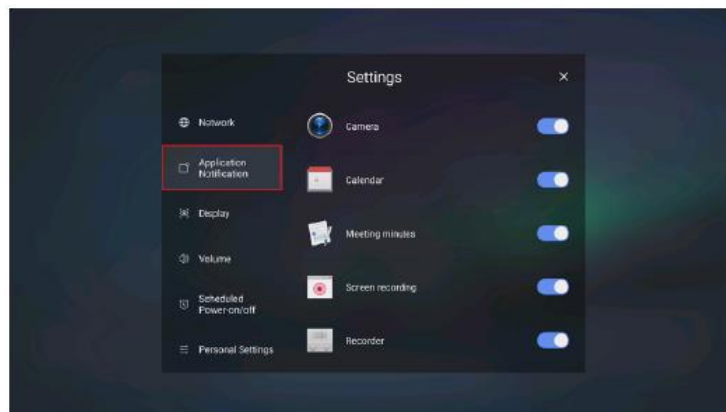 Settings
Network
Application
Notification
Display
Volume
Scheduled
Power-on/off
Personal Settings
Camera
Calendar
Meeting minutes
Screen recording
Recorder